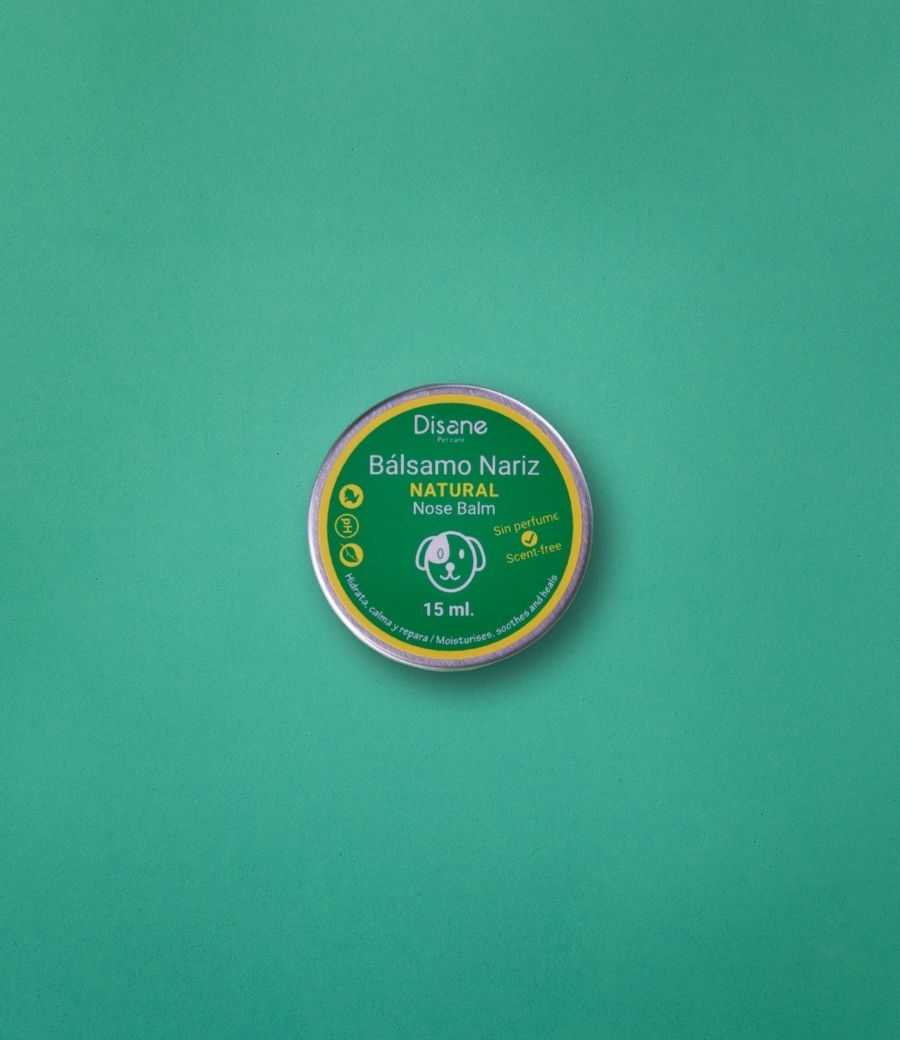 Disane
Pet care
Bálsamo Nariz
NATURAL
Nose Balm
pH
Sin perfume
Scent-free
15 ml.
Hidrata, calma y repara / Moisturises, soothes and heals